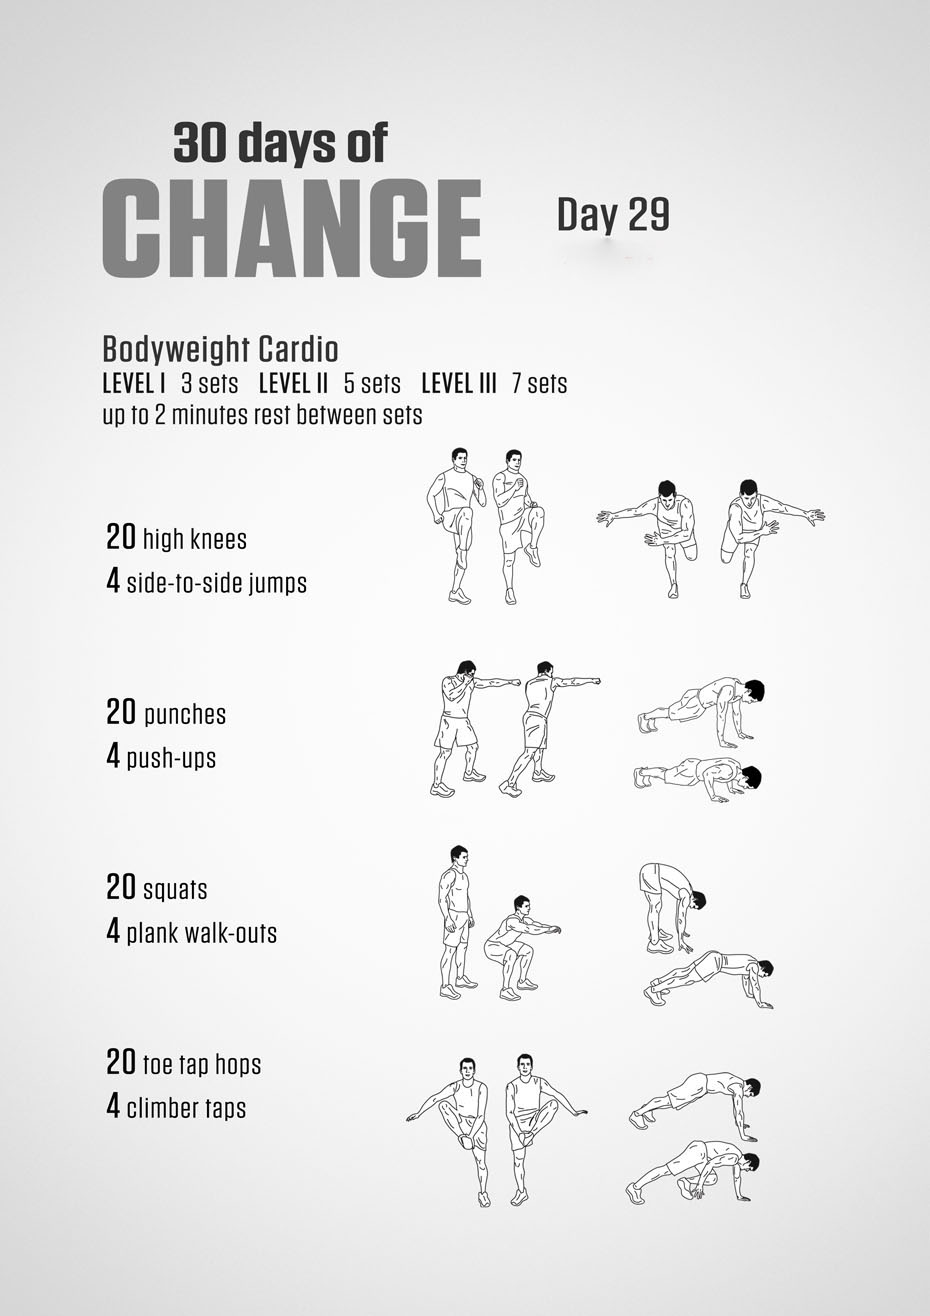 30 days of
CHANGE
Day 29
Bodyweight Cardio
LEVEL I 3 sets LEVEL II 5 sets LEVEL III 7 sets
up to 2 minutes rest between sets
20 high knees
4 side-to-side jumps
20 punches
4 push-ups
20 squats
4 plank walk-outs
20 toe tap hops
4 climber taps